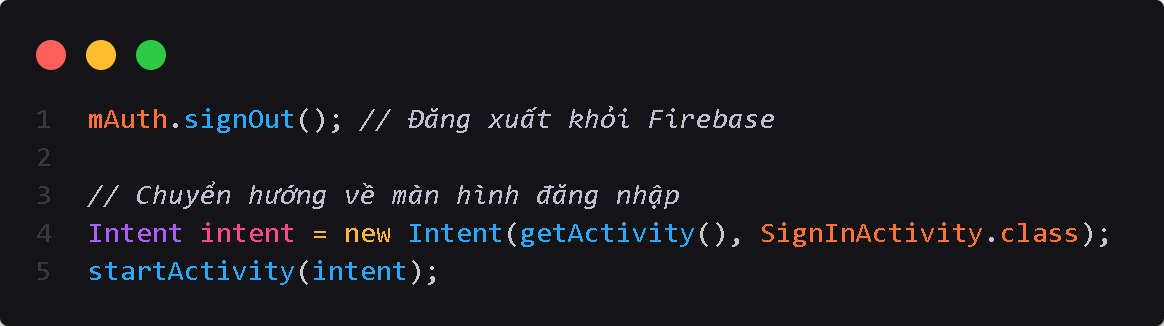 1 mAuth.signOut(); // Đăng xuất khỏi Firebase
2
3 // Chuyển hướng về màn hình đăng nhập
4 Intent intent = new Intent(getActivity(), SignInActivity.class);
5 startActivity(intent);